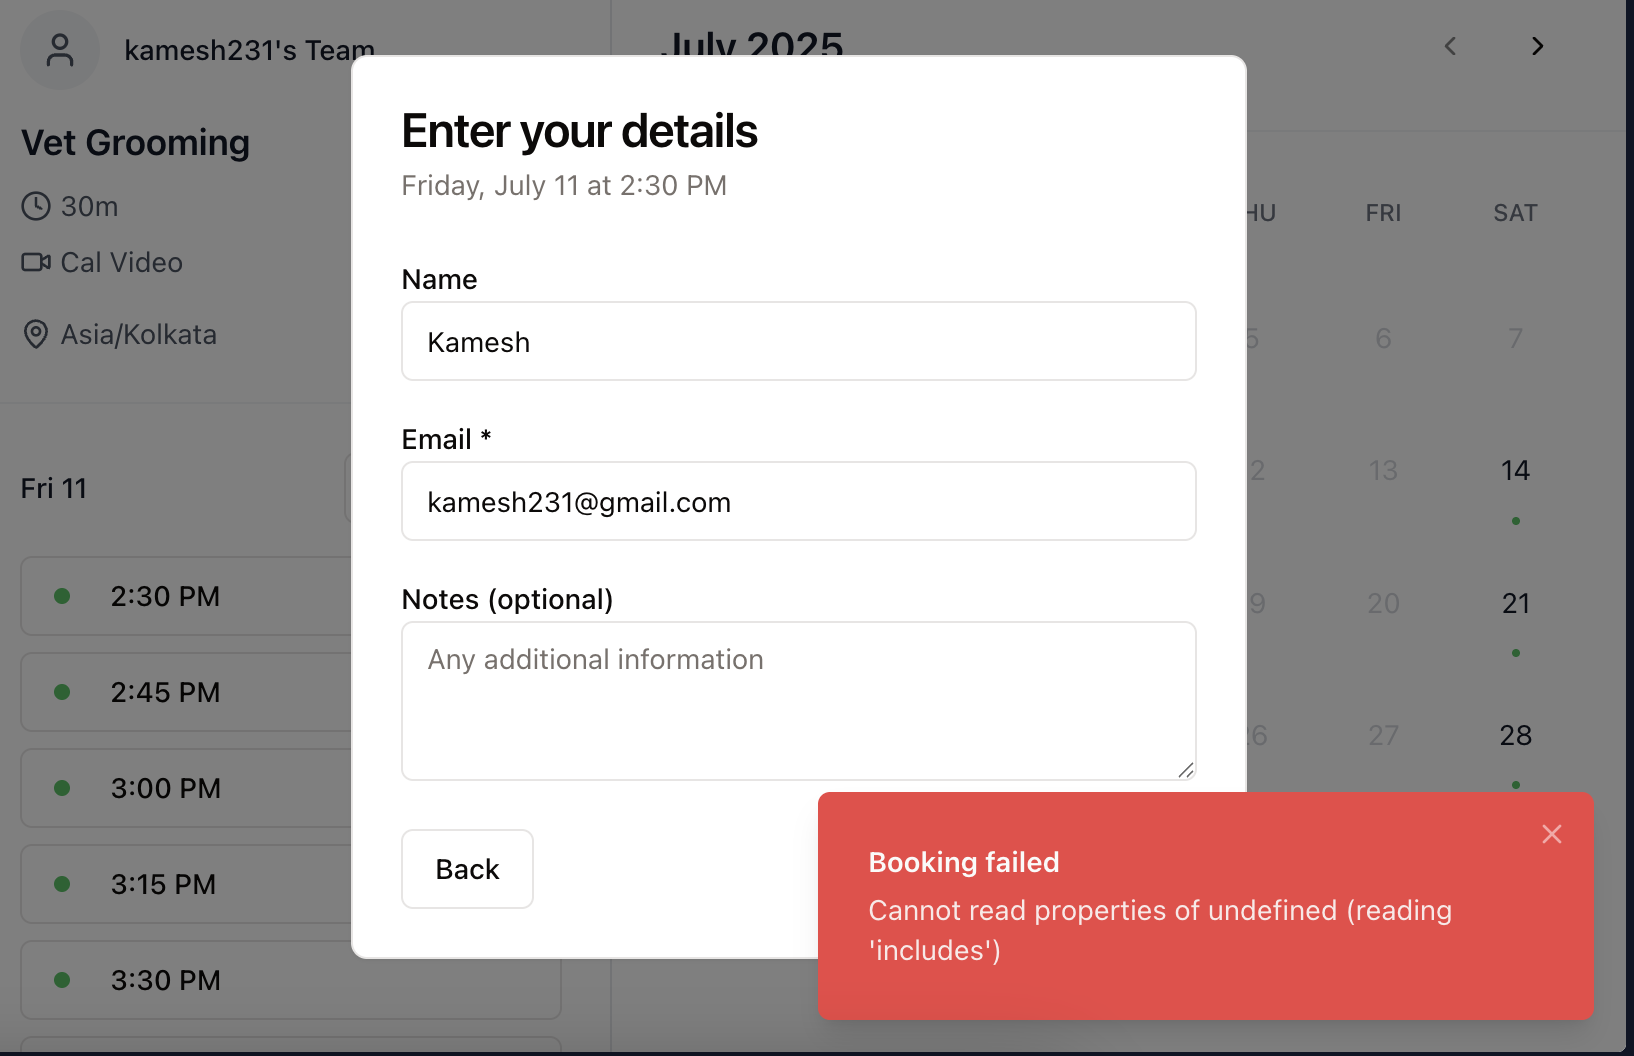 kamesh231's Team
July 2025
Vet Grooming
30m
Cal Video
Asia/Kolkata
Fri 11
2:30 PM
2:45 PM
3:00 PM
3:15 PM
3:30 PM
Enter your details
Friday, July 11 at 2:30 PM
Name
Kamesh
Email *
kamesh231@gmail.com
Notes (optional)
Any additional information
Back
HU FRI SAT
5 6 7
2 13 14
9 20 21
26 27 28
Booking failed
Cannot read properties of undefined (reading
'includes')